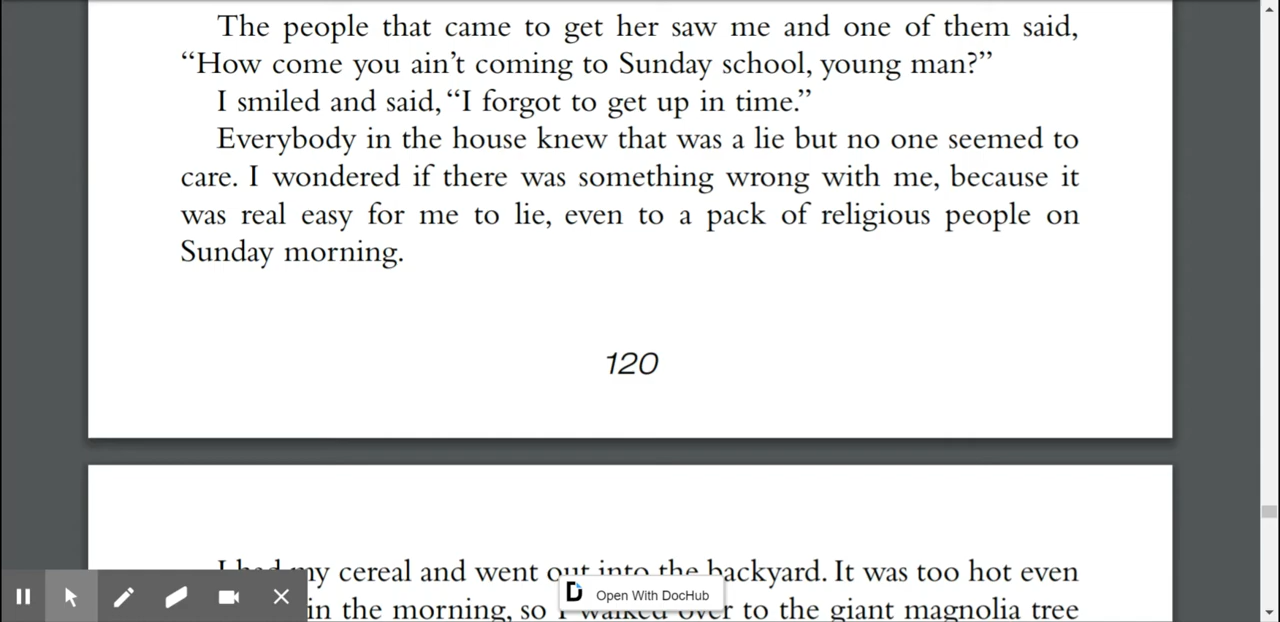 The people that came to get her saw me and one of them said,
“How come you ain’t coming to Sunday school, young man?”
I smiled and said, “I forgot to get up in time.”
Everybody in the house knew that was a lie but no one seemed to
care. I wondered if there was something wrong with me, because it
was real easy for me to lie, even to a pack of religious people on
Sunday morning.
120
I had my cereal and went out into the backyard. It was too hot even
in the morning, so I walked over to the giant magnolia tree
Open With DocHub